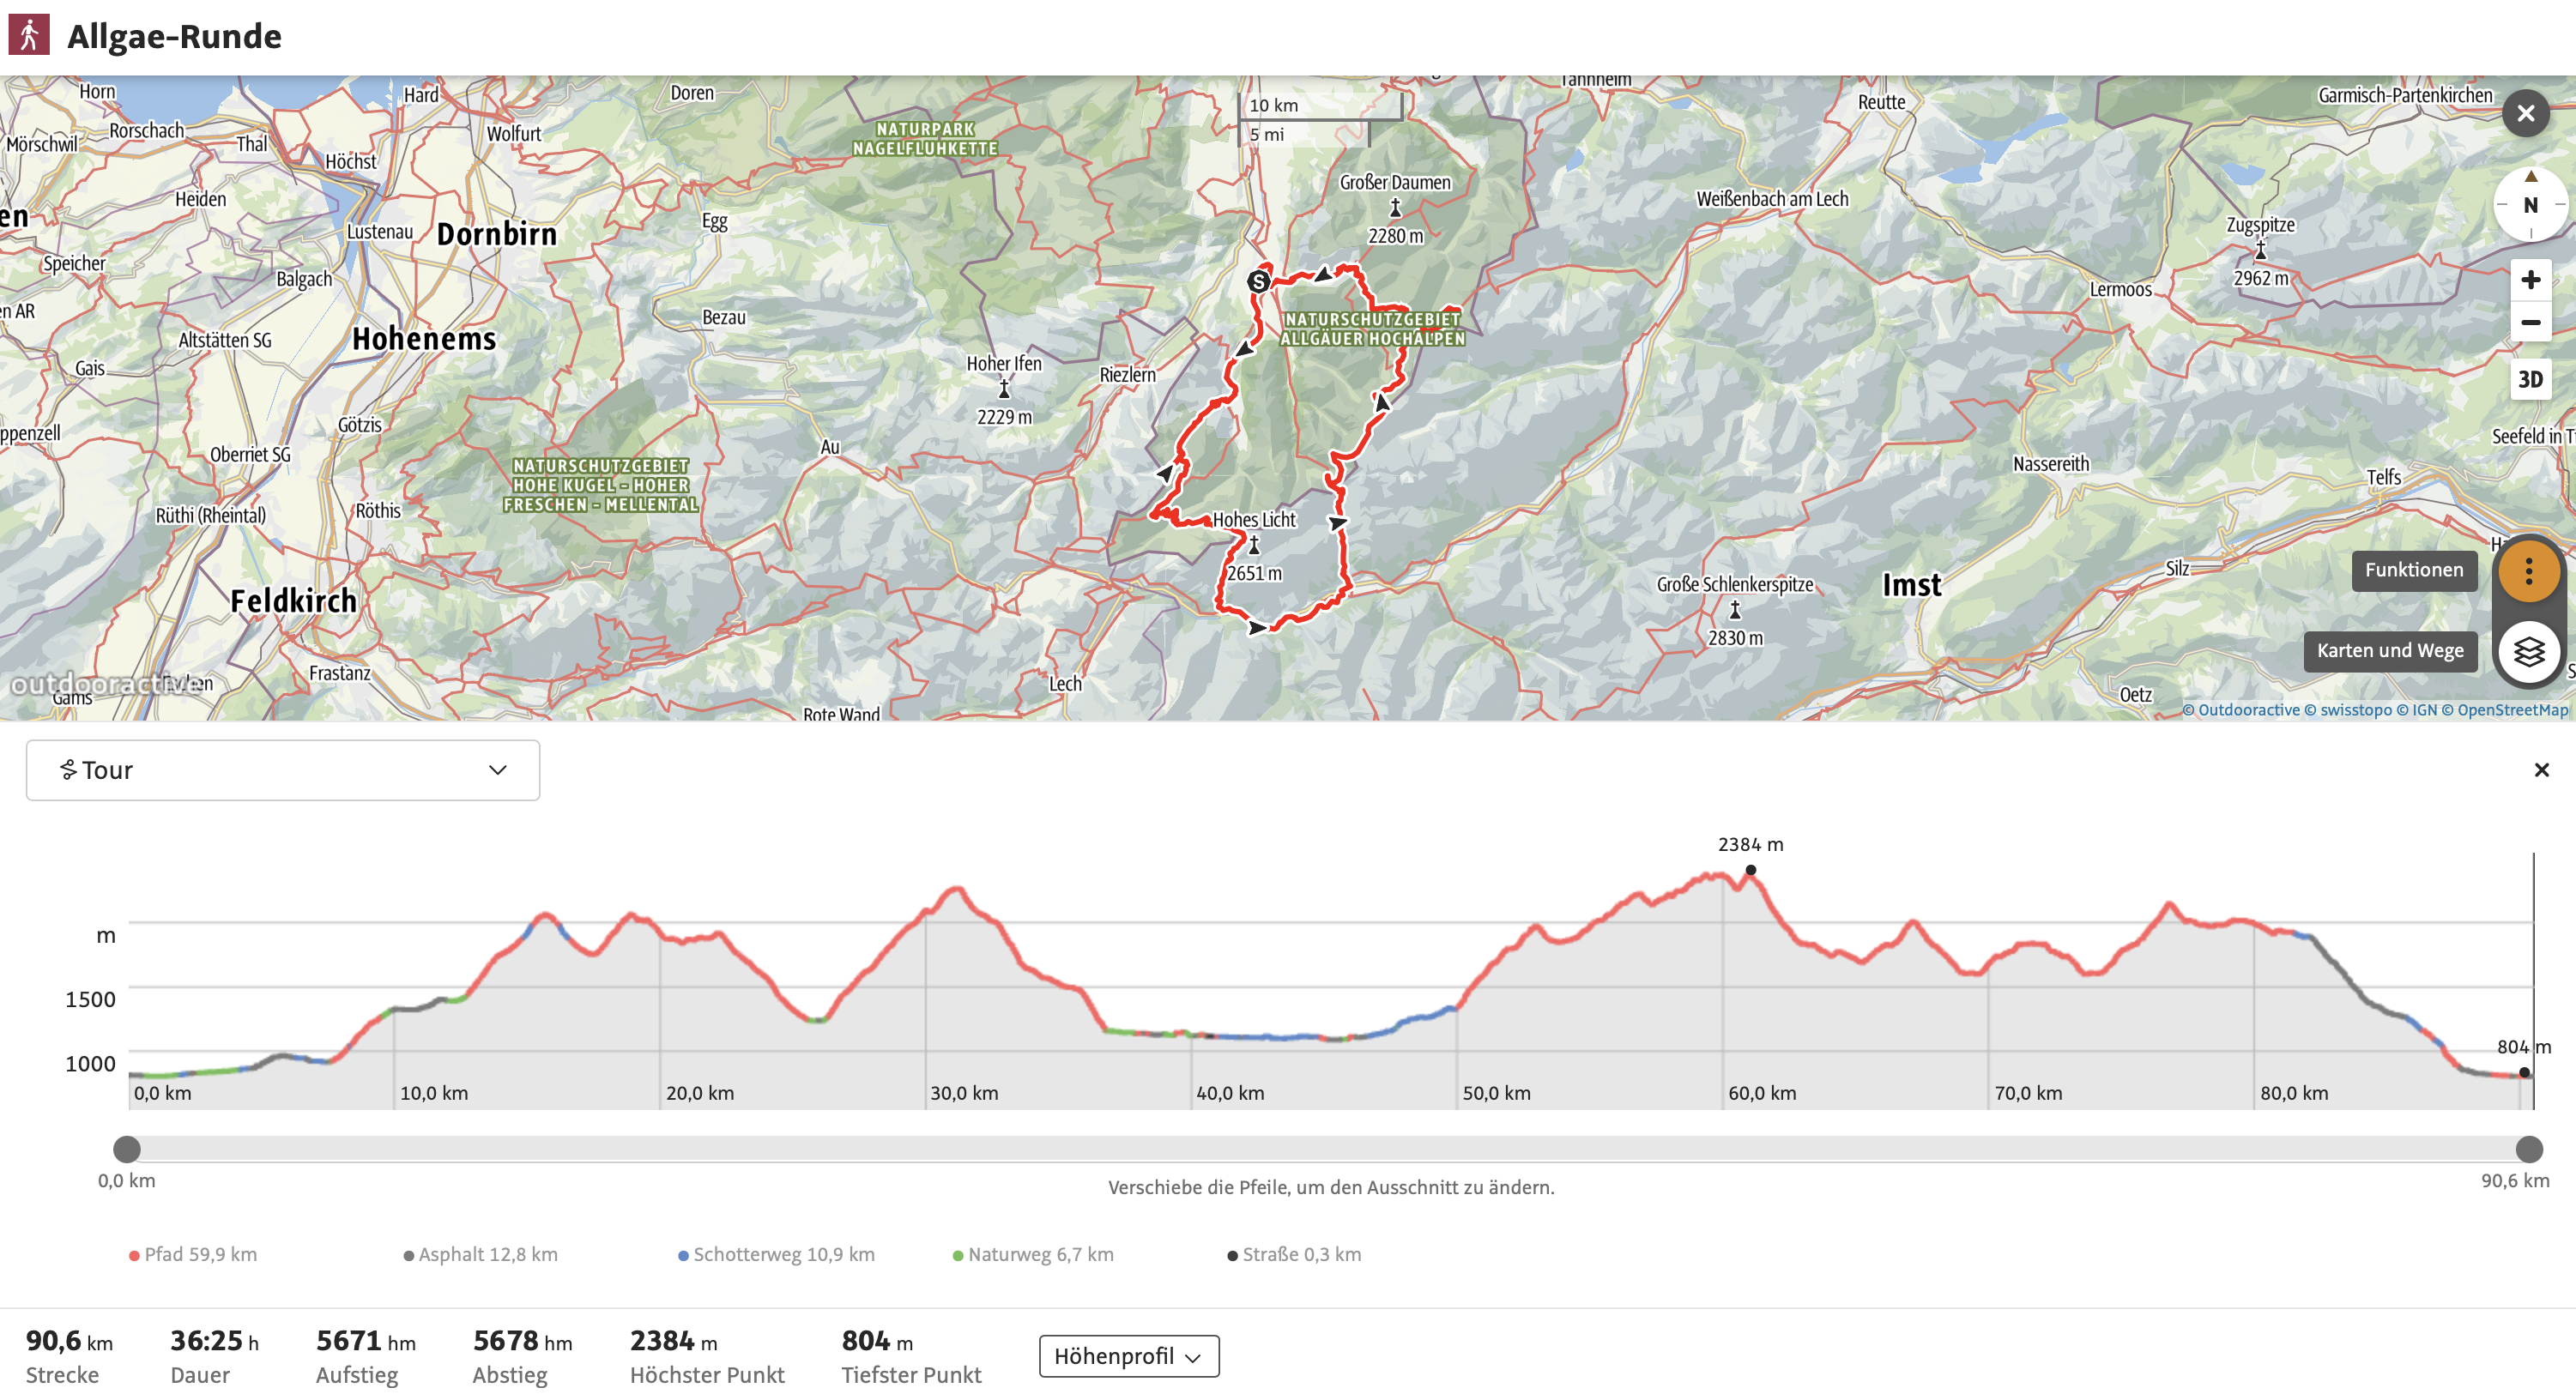 Allgae-Runde
Horn
Hard
Doren
Tannheim
Reutte
Garmisch-Partenkirchen
10 km
5 mi
Mörschwil
Rorschach
Thal
Höchst
Wolfurt
NATURPARK
NAGELFLUHKETTE
Großer Daumen
2280 m
Weißenbach am Lech
Heiden
en
Lustenau
Dornbirn
Egg
Zugspitze
2962 m
N
Speicher
Balgach
S
Lermoos
+
−
en AR
Altstätten SG
Hohenems
Bezau
NATURSCHUTZGEBIET
ALLGÄUER HOCHALPEN
Gais
Hoher Ifen
2229 m
Riezlern
3D
ppenzell
Götzis
Au
Seefeld in T
Oberriet SG
NATURSCHUTZGEBIET
HOHE KUGEL - HOHER
FRESCHEN - MELLENTAL
Nassereith
Telfs
Rüthi (Rheintal)
Röthis
Hohes Licht
2651 m
Silz
Funktionen
Feldkirch
Große Schlenkerspitze
2830 m
Imst
Karten und Wege
Frastanz
Lech
Oetz
outdooractive
Gams
Rote Wand
© Outdooractive © swisstopo © IGN © OpenStreetMap
Tour
2384 m
m
1500
1000
804 m
0,0 km
10,0 km
20,0 km
30,0 km
40,0 km
50,0 km
60,0 km
70,0 km
80,0 km
0,0 km
Verschiebe die Pfeile, um den Ausschnitt zu ändern.
90,6 km
Pfad 59,9 km
Asphalt 12,8 km
Schotterweg 10,9 km
Naturweg 6,7 km
Straße 0,3 km
90,6 km
Strecke
36:25 h
Dauer
5671 hm
Aufstieg
5678 hm
Abstieg
2384 m
Höchster Punkt
804 m
Tiefster Punkt
Höhenprofil